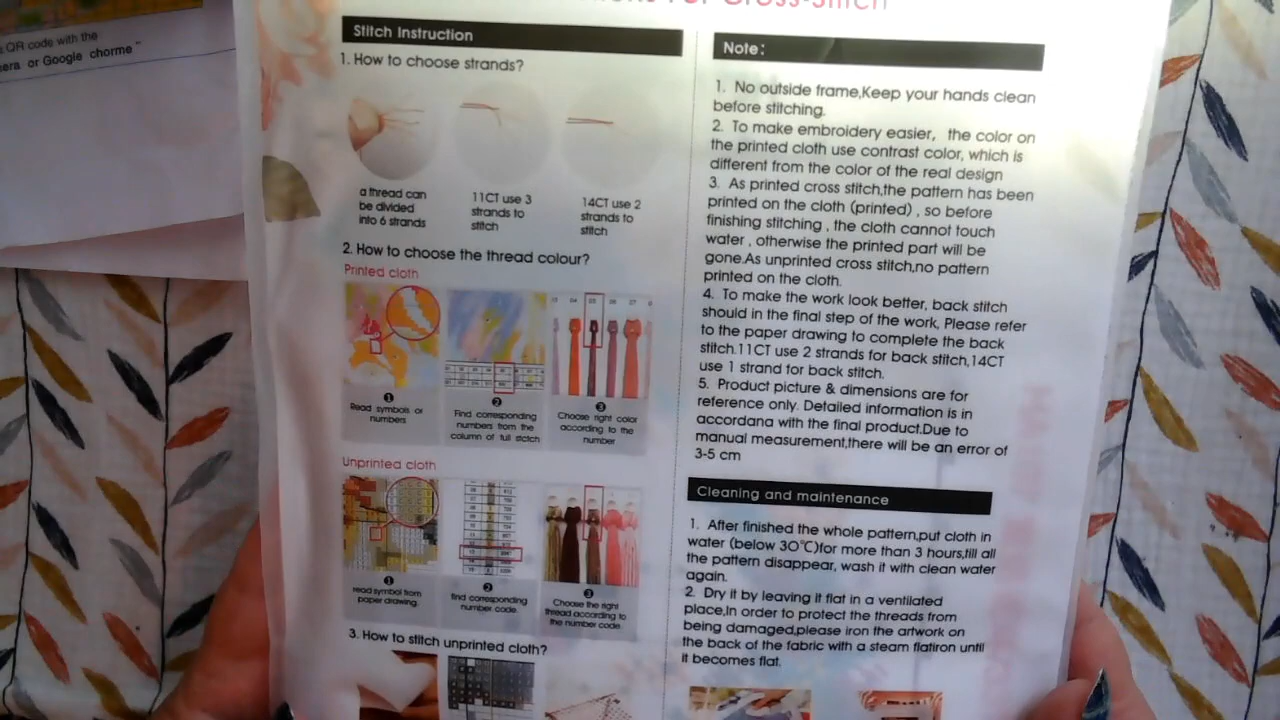 QR code with the
or Google chorme "
For Cross-Stitch
Stitch Instruction
1. How to choose strands?
a thread can
be divided
into 6 strands
11CT use 3
strands to
stitch
14CT use 2
strands to
stitch
2. How to choose the thread colour?
Printed cloth
1
Read symbols or
numbers
2
Find corresponding
numbers from the
column of full stctch
3
Choose right color
according to the
number
Unprinted cloth
1
read symbol from
paper drawing.
2
find corresponding
number code.
3
Choose the right
thread according to
the number code
3. How to stitch unprinted cloth?
Note:
1. No outside frame,Keep your hands clean
before stitching.
2. To make embroidery easier, the color on
the printed cloth use contrast color, which is
different from the color of the real design
3. As printed cross stitch,the pattern has been
printed on the cloth (printed) , so before
finishing stitching , the cloth cannot touch
water , otherwise the printed part will be
gone.As unprinted cross stitch,no pattern
printed on the cloth.
4. To make the work look better, back stitch
should in the final step of the work, Please refer
to the paper drawing to complete the back
stitch.11CT use 2 strands for back stitch,14CT
use 1 strand for back stitch.
5. Product picture & dimensions are for
reference only. Detailed information is in
accordana with the final product.Due to
manual measurement,there will be an error of
3-5 cm
Cleaning and maintenance
1. After finished the whole pattern,put cloth in
water (below 30℃)for more than 3 hours,till all
the pattern disappear, wash it with clean water
again.
2. Dry it by leaving it flat in a ventilated
place,In order to protect the threads from
being damaged,please iron the artwork on
the back of the fabric with a steam flatiron until
it becomes flat.